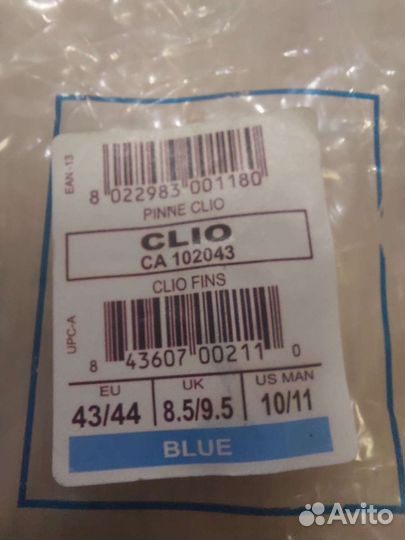 EAN-13
8 022983 001180
PINNE CLIO
CLIO
CA 102043
CLIO FINS
UPC-A
8 43607 00211 0
EU UK US MAN
43/44 8.5/9.5 10/11
BLUE
Avito